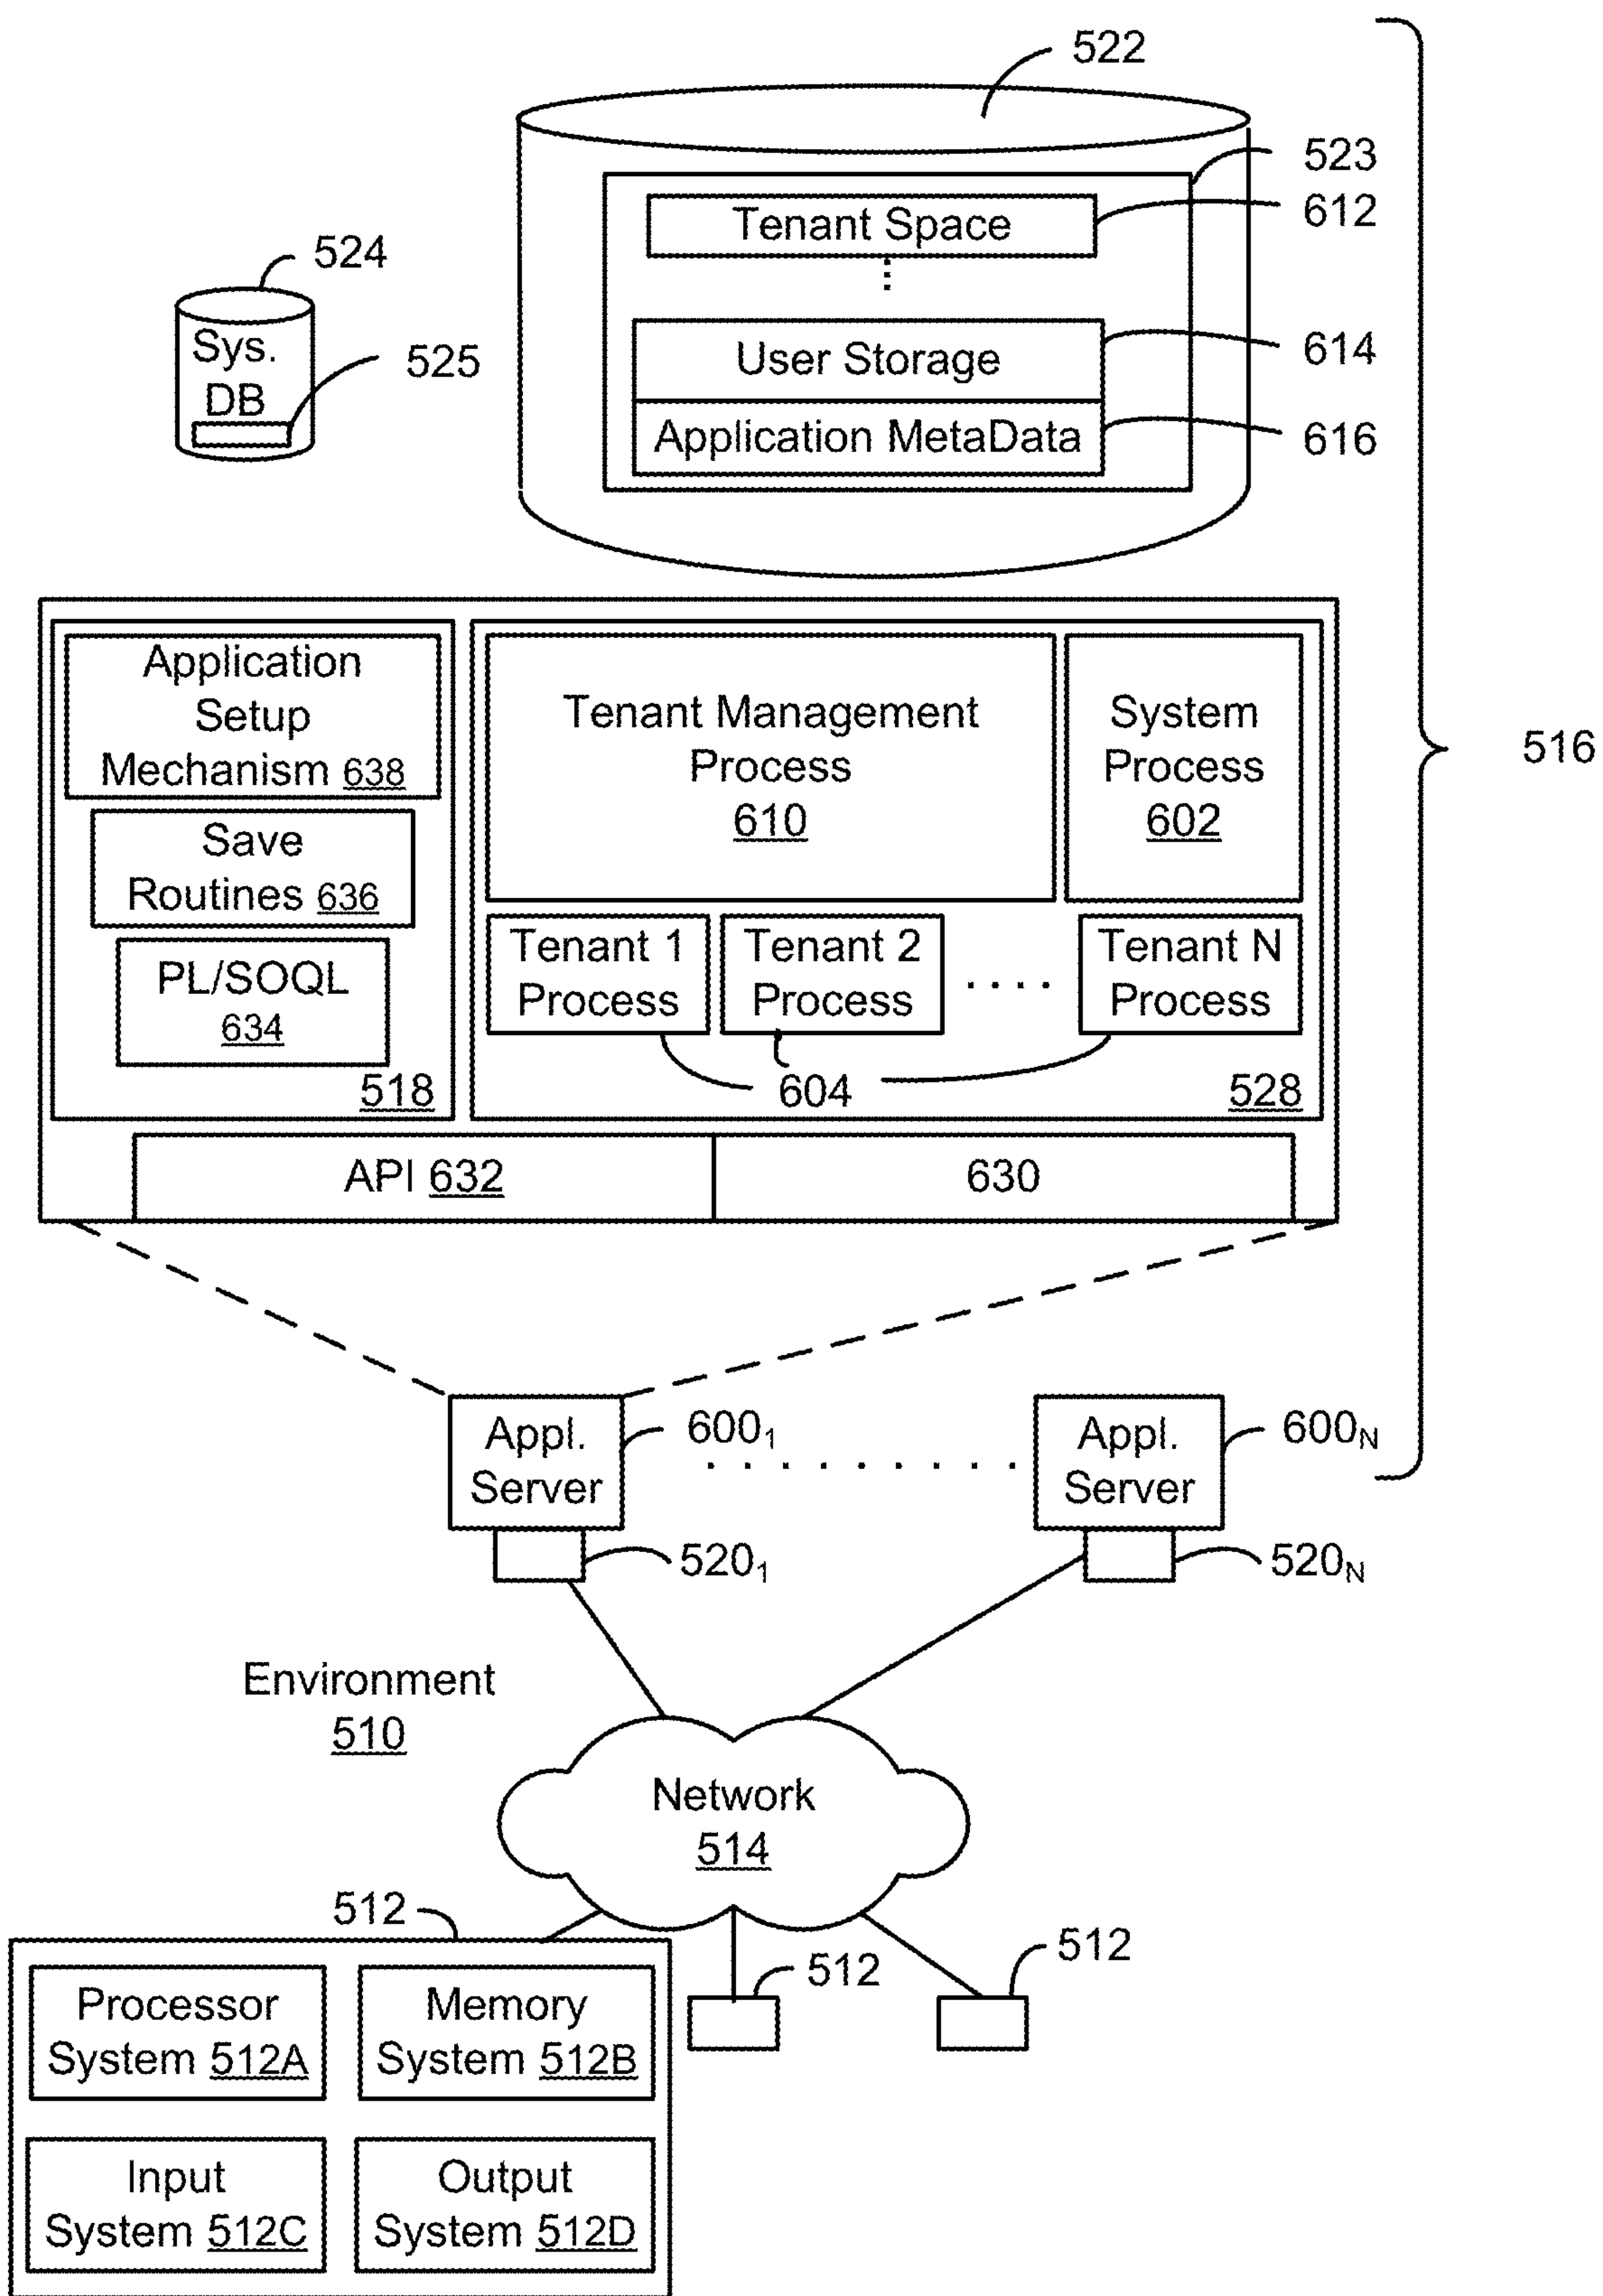 522
523
Tenant Space
612
524
Sys.
DB
525
User Storage
614
Application MetaData
616
Application
Setup
Mechanism 638
Tenant Management
Process
610
System
Process
602
516
Save
Routines 636
PL/SOQL
634
518
Tenant 1
Process
Tenant 2
Process
Tenant N
Process
604
528
API 632
630
Appl.
Server
600₁
Appl.
Server
600ₙ
520₁
520ₙ
Environment
510
Network
514
512
512
512
Processor
System 512A
Memory
System 512B
Input
System 512C
Output
System 512D